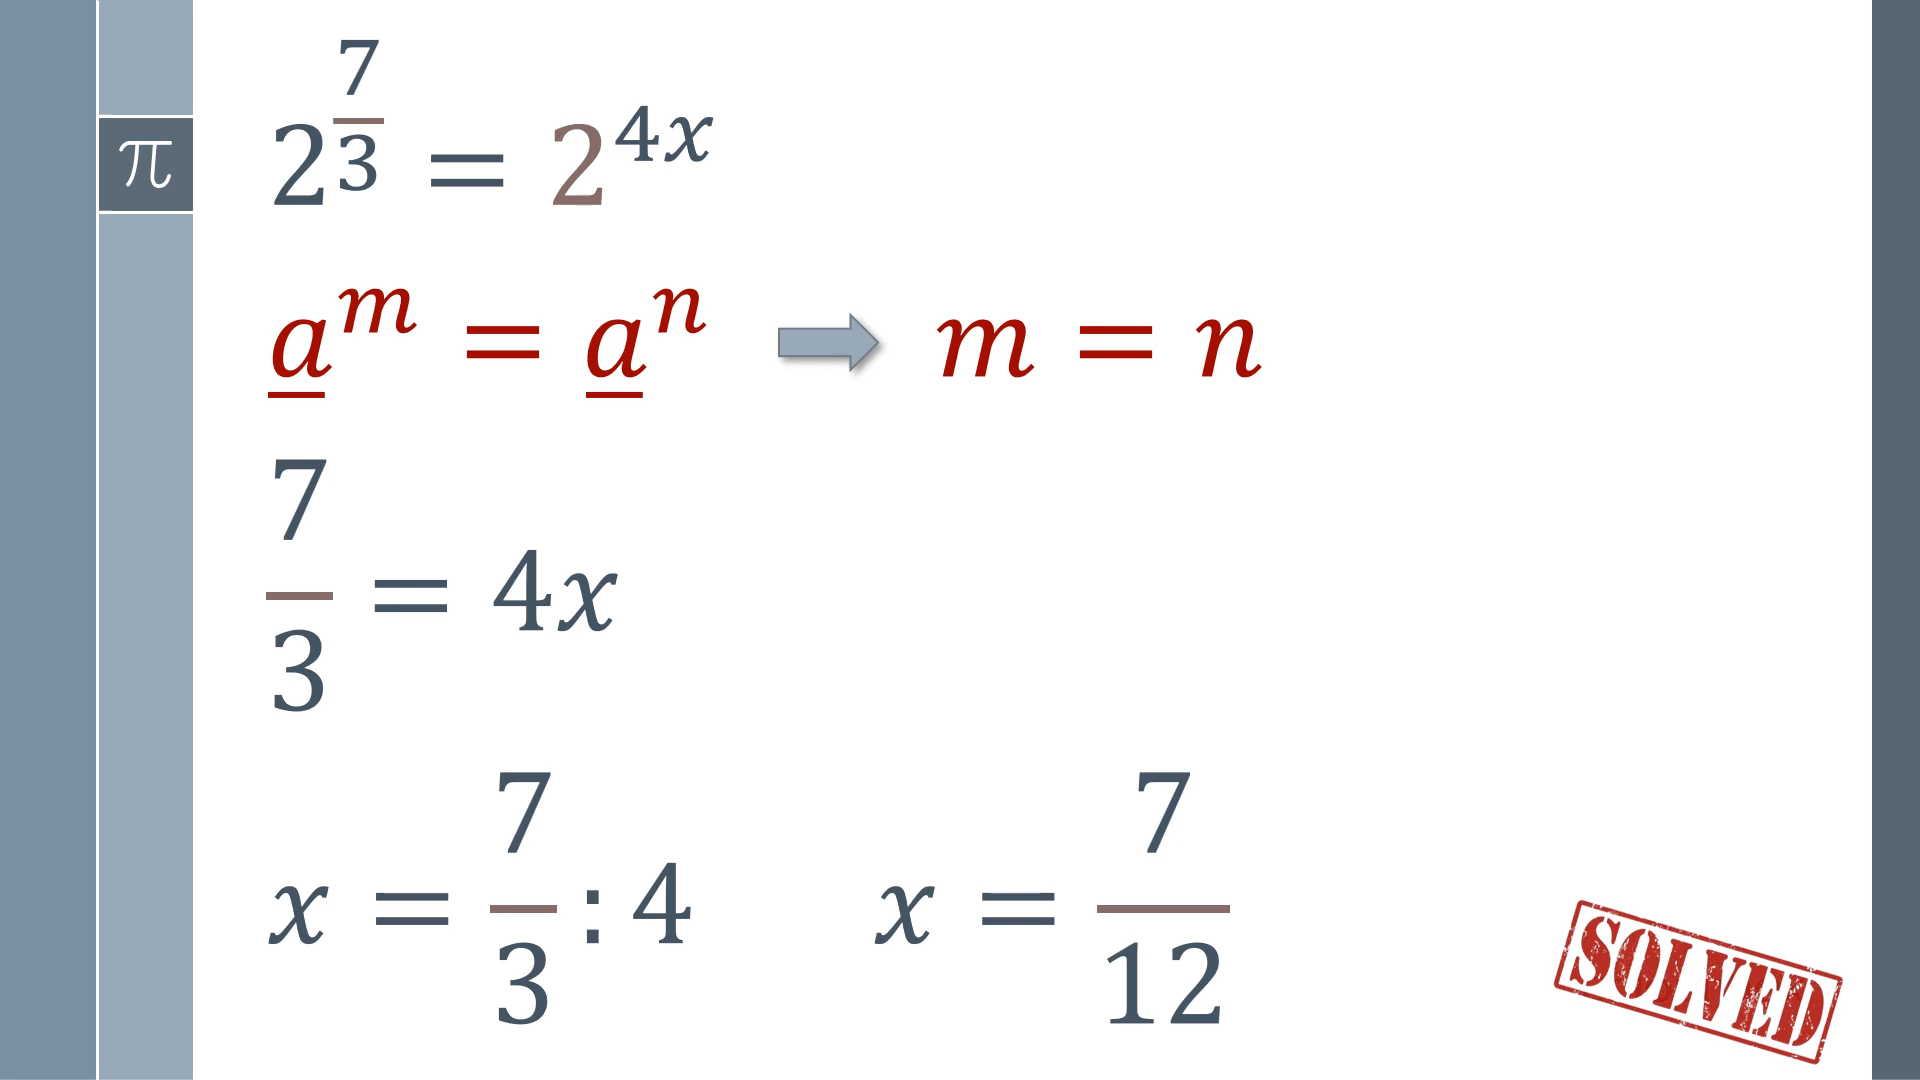 π
2^(7/3) = 2^(4x)
a^m = a^n ➡ m = n
7/3 = 4x
x = 7/3 : 4    x = 7/12
SOLVED